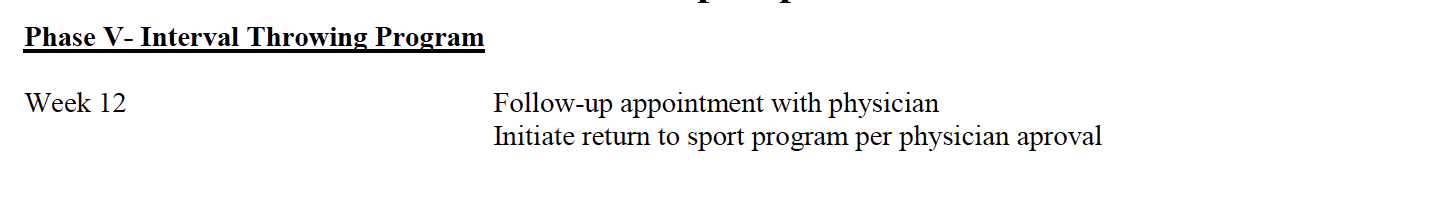 Phase V- Interval Throwing Program
Week 12 Follow-up appointment with physician
Initiate return to sport program per physician aproval